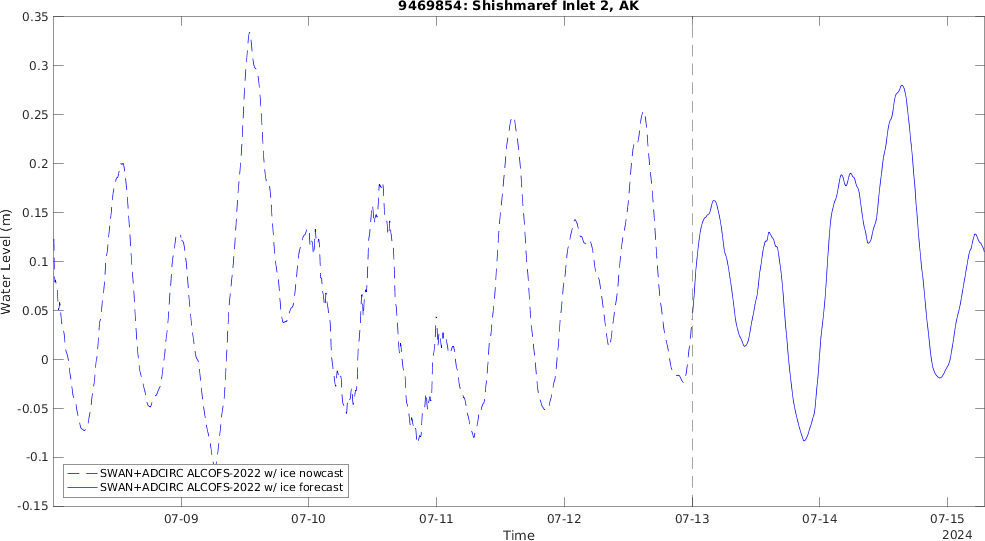 9469854: Shishmaref Inlet 2, AK
0.35
0.3
0.25
0.2
0.15
0.1
0.05
0
-0.05
-0.1
-0.15
Water Level (m)
SWAN+ADCIRC ALCOFS-2022 w/ ice nowcast
SWAN+ADCIRC ALCOFS-2022 w/ ice forecast
07-09 07-10 07-11 07-12 07-13 07-14 07-15
Time
2024